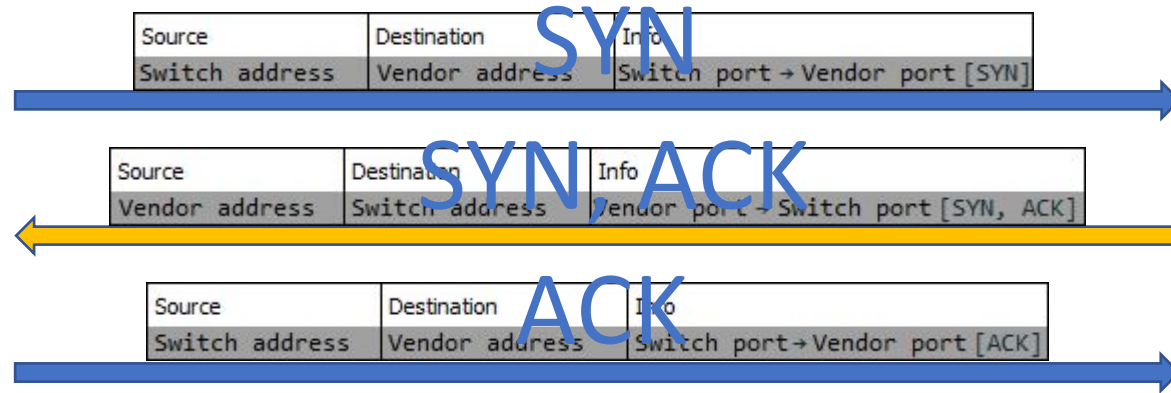 SYN
Source Destination Info
Switch address Vendor address Switch port → Vendor port [SYN]
SYN, ACK
Source Destination Info
Vendor address Switch address Vendor port → Switch port [SYN, ACK]
ACK
Source Destination Info
Switch address Vendor address Switch port → Vendor port [ACK]